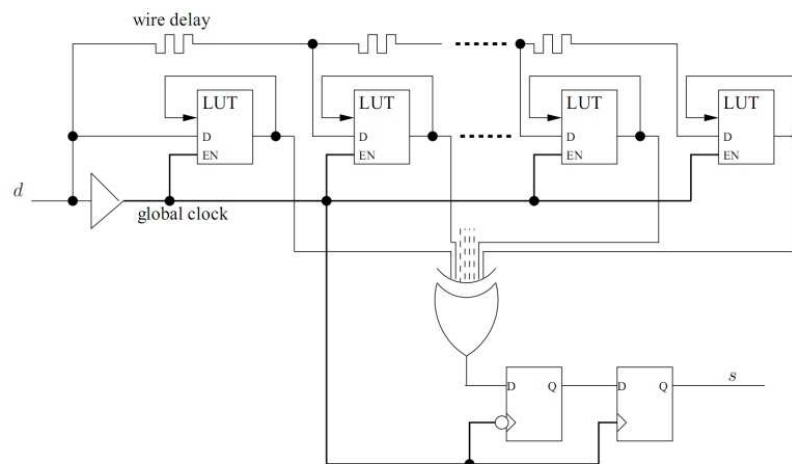 wire delay
LUT LUT LUT LUT
D D D D
EN EN EN EN
d
global clock
D Q D Q s